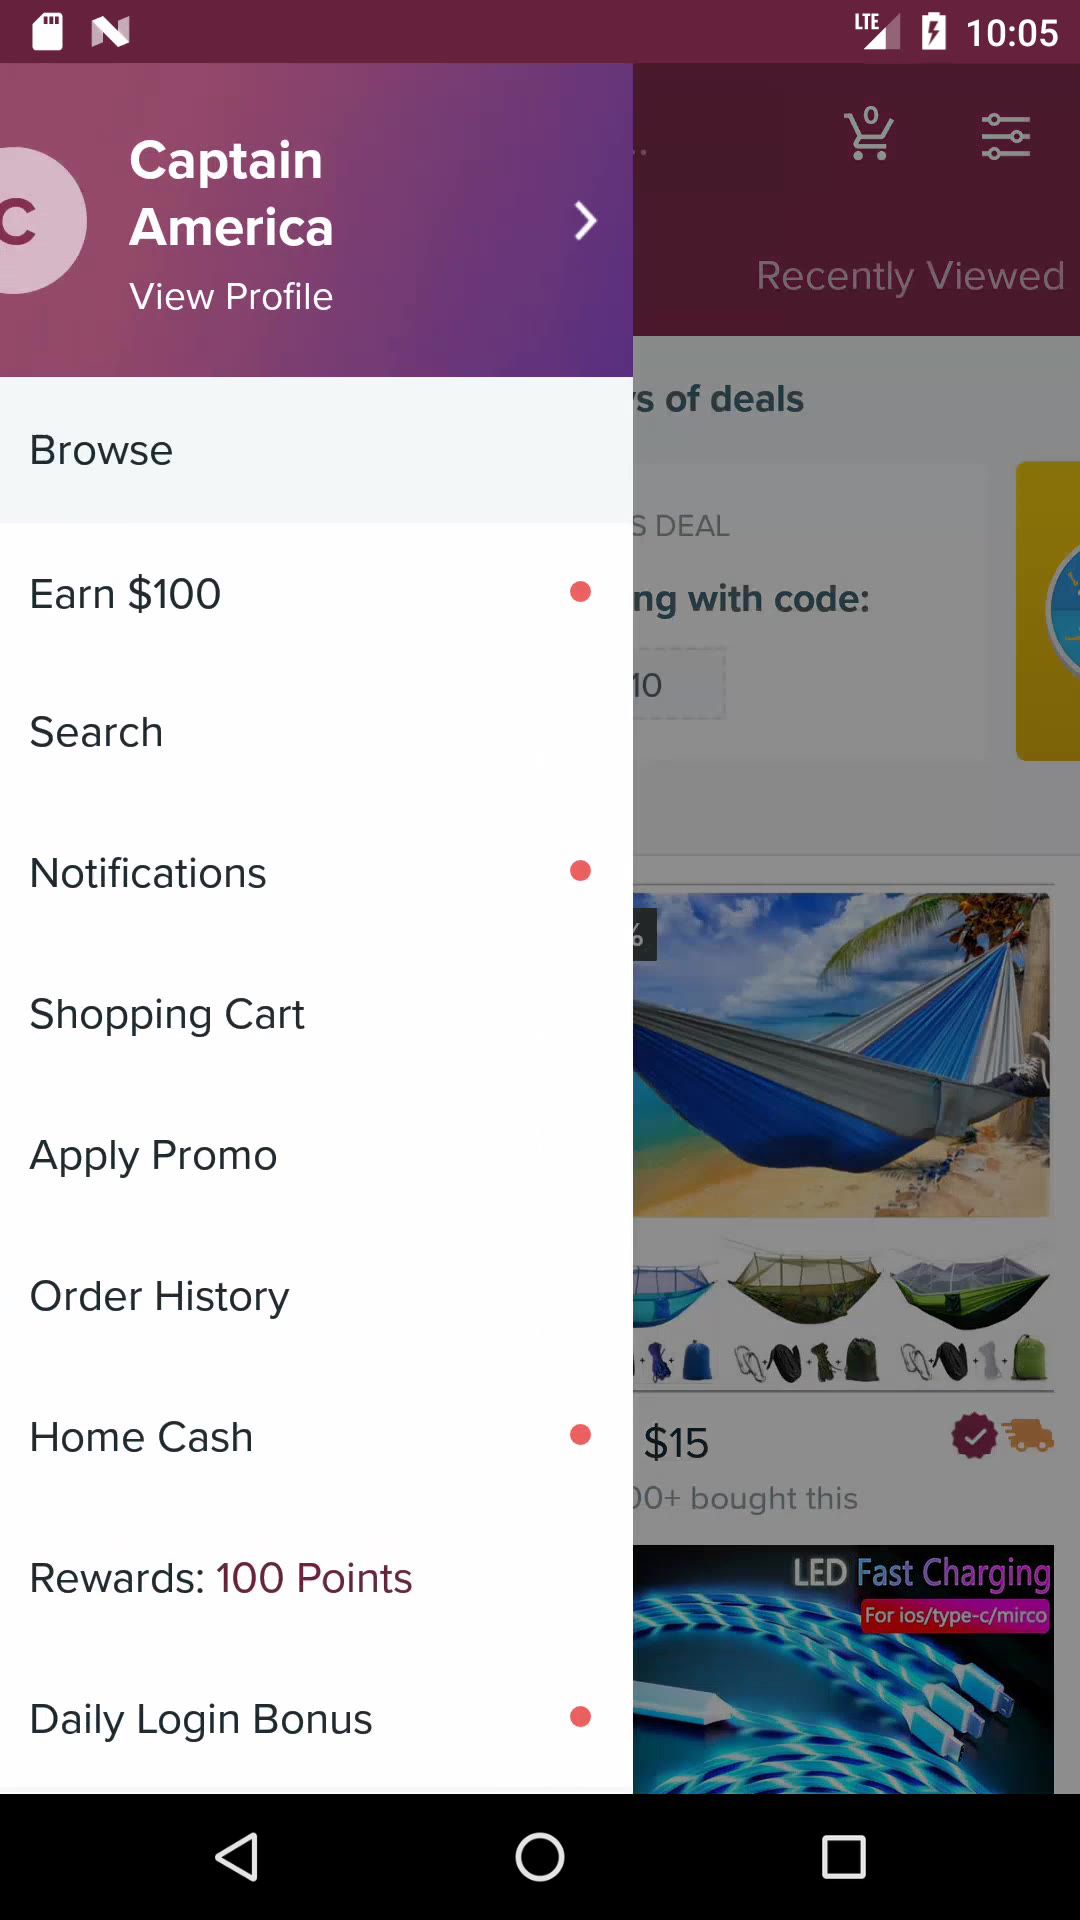 LTE 10:05
C
Captain
America
View Profile
0
Recently Viewed
Browse
s of deals
Earn $100
S DEAL
ng with code:
10
Search
Notifications
%
Shopping Cart
Apply Promo
Order History
Home Cash
$15
00+ bought this
Rewards: 100 Points
LED Fast Charging
For ios/type-c/mirco
Daily Login Bonus